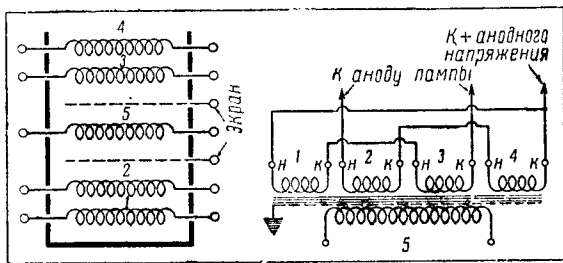 4
3
5
2
1
Экран
К + анодного
напряжения
К аноду лампы
1 2 3 4
Н К Н К Н К Н К
5